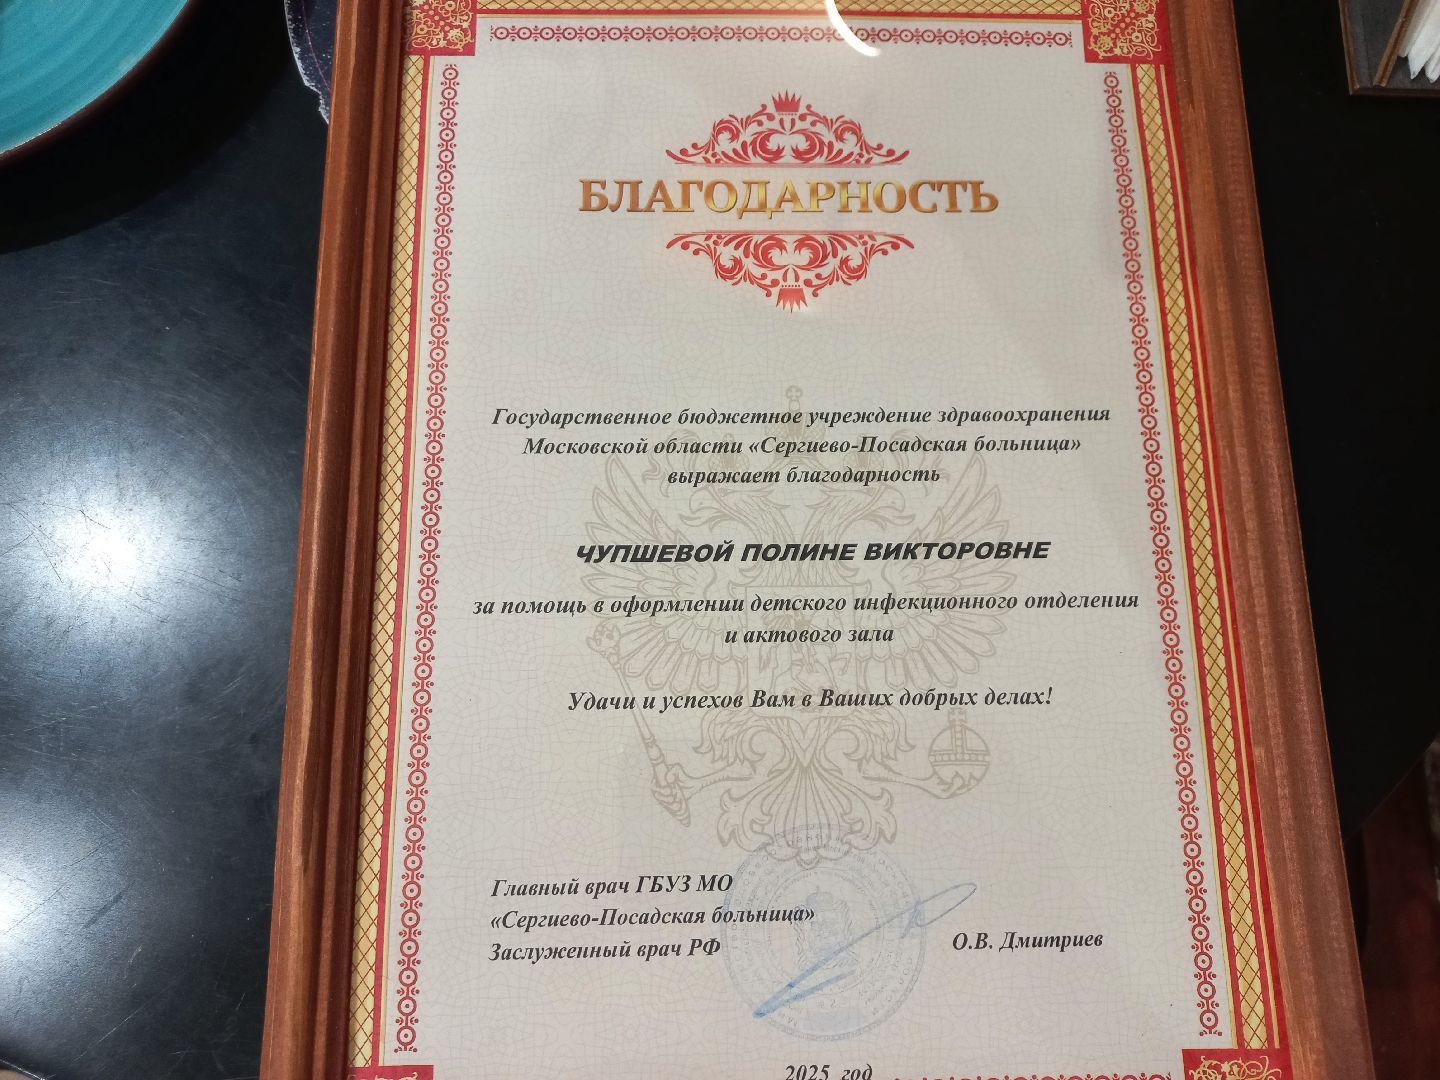 БЛАГОДАРНОСТЬ
Государственное бюджетное учреждение здравоохранения
Московской области «Сергиево-Посадская больница»
выражает благодарность
ЧУПШЕВОЙ ПОЛИНЕ ВИКТОРОВНЕ
за помощь в оформлении детского инфекционного отделения
и актового зала
Удачи и успехов Вам в Ваших добрых делах!
Главный врач ГБУЗ МО
«Сергиево-Посадская больница»
Заслуженный врач РФ
О.В. Дмитриев
2025 год